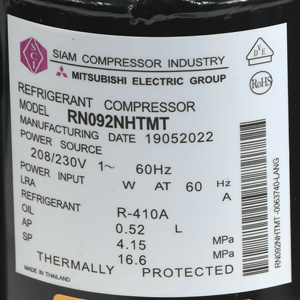 SCI
SIAM COMPRESSOR INDUSTRY
MITSUBISHI ELECTRIC GROUP
VDE
RoHS
REFRIGERANT COMPRESSOR
MODEL RN092NHTMT
MANUFACTURING DATE 19052022
POWER SOURCE
208/230V 1~ 60Hz
POWER INPUT W AT 60 Hz
LRA A
REFRIGERANT R-410A
OIL 0.52 L
AP 4.15 MPa
SP 16.6 MPa
THERMALLY PROTECTED
MADE IN THAILAND
RN092NHTMT -0063740-LANG